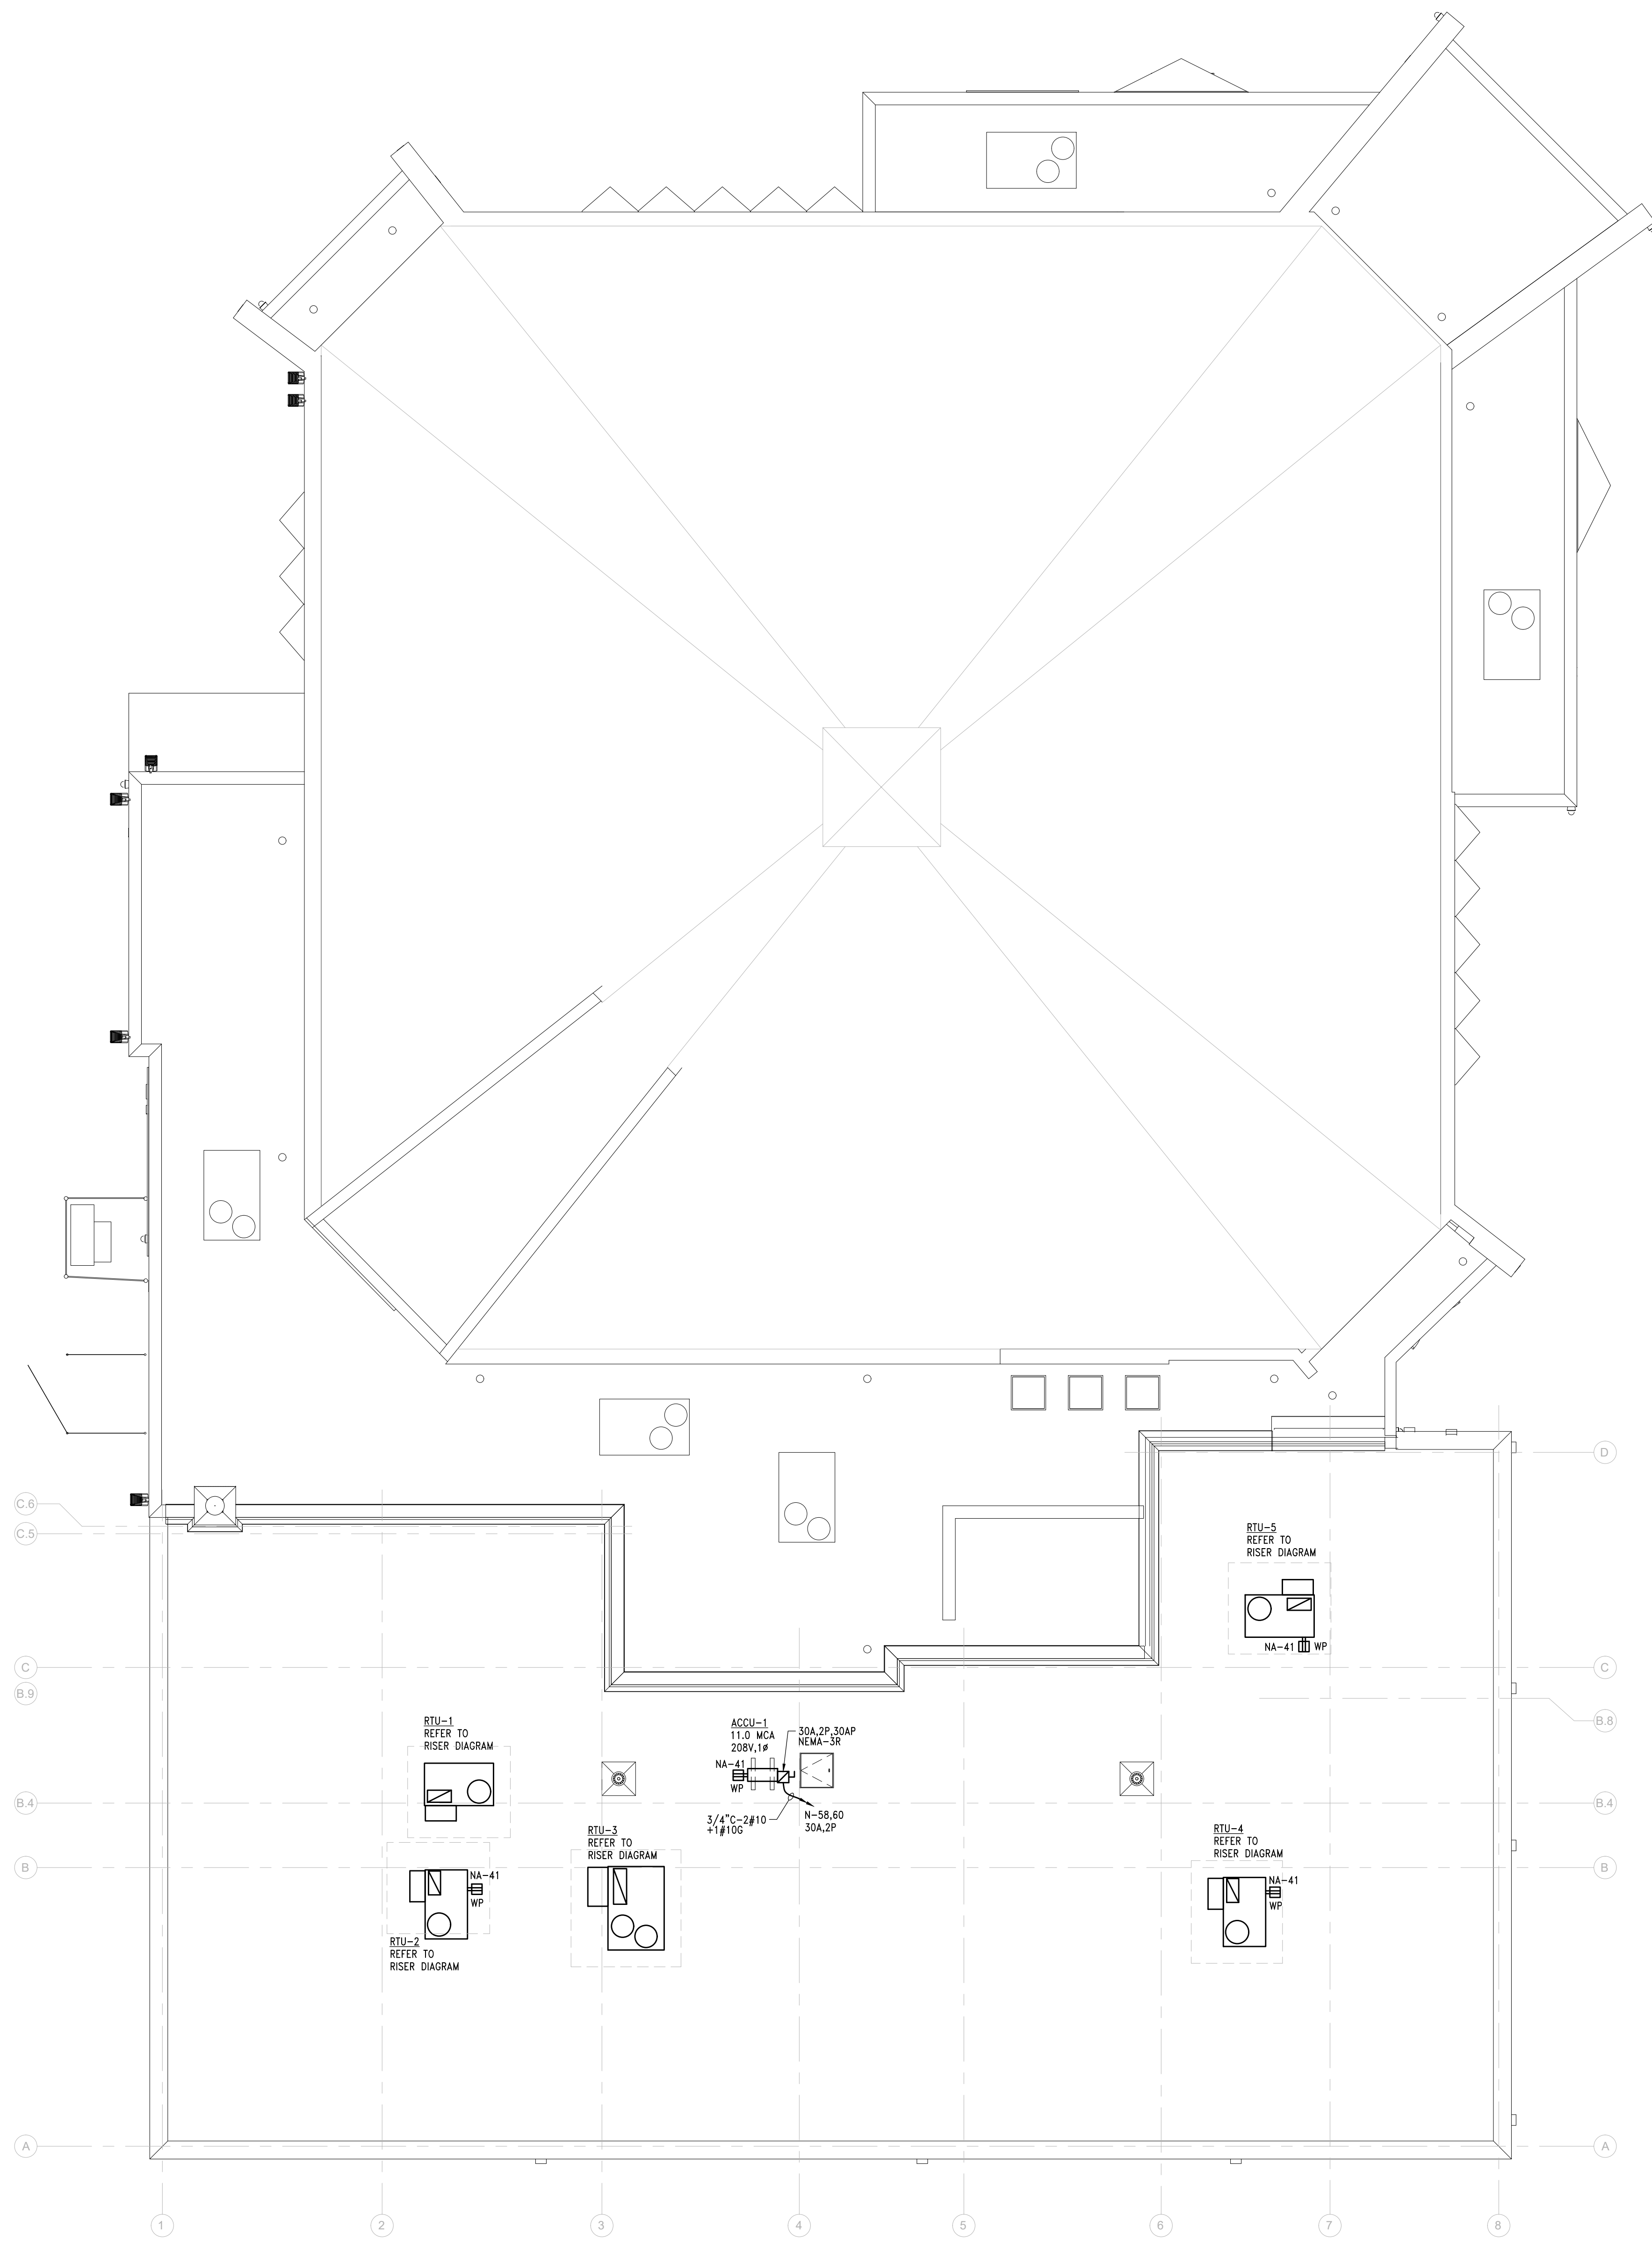 D
C.6
C.5
RTU-5
REFER TO
RISER DIAGRAM
NA-41
WP
C
C
B.9
B.8
RTU-1
REFER TO
RISER DIAGRAM
ACCU-1
11.0 MCA
208V,1ø
30A,2P,30AP
NEMA-3R
NA-41
WP
3/4"C-2#10
+1#10G
N-58,60
30A,2P
B.4
B.4
RTU-3
REFER TO
RISER DIAGRAM
RTU-4
REFER TO
RISER DIAGRAM
B
B
NA-41
WP
NA-41
WP
RTU-2
REFER TO
RISER DIAGRAM
A
A
1
2
3
4
5
6
7
8